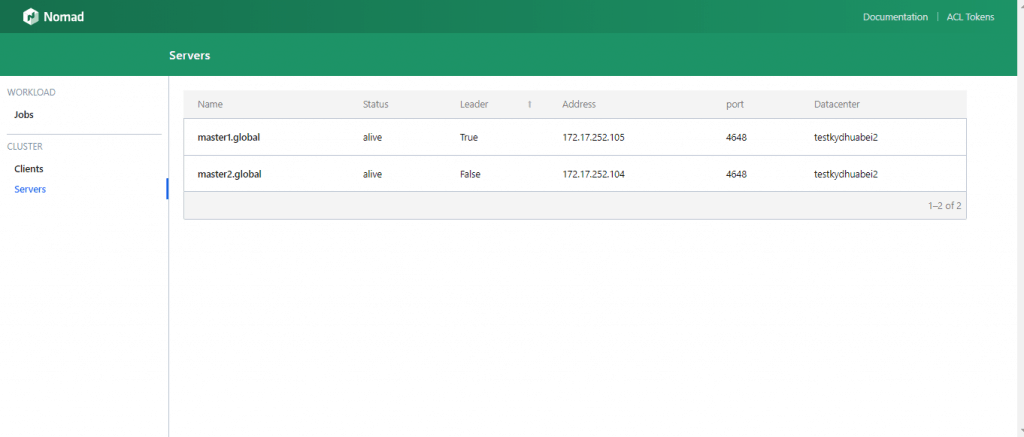 Nomad
Documentation | ACL Tokens
Servers
WORKLOAD
Jobs
CLUSTER
Clients
Servers
Name Status Leader ↑ Address port Datacenter
master1.global alive True 172.17.252.105 4648 testkydhuabei2
master2.global alive False 172.17.252.104 4648 testkydhuabei2
1–2 of 2